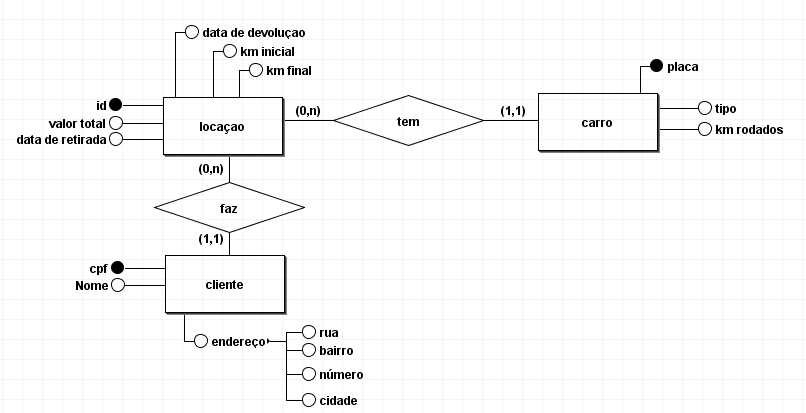 data de devoluçao
km inicial
km final
placa
id
valor total
data de retirada
locaçao
(0,n)
tem
(1,1)
carro
tipo
km rodados
(0,n)
faz
(1,1)
cpf
Nome
cliente
endereço
rua
bairro
número
cidade